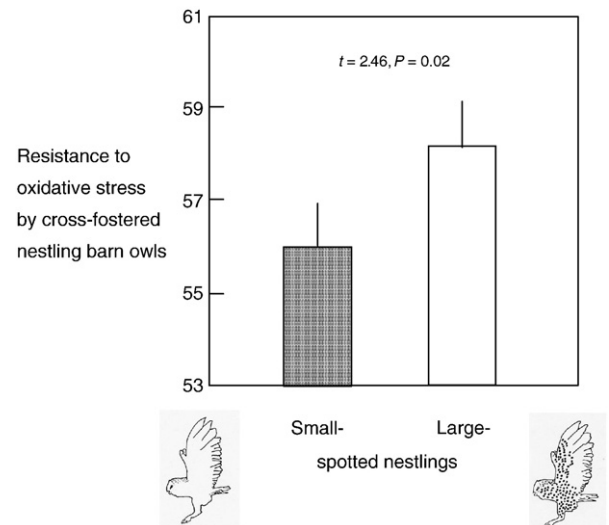 61
t = 2.46, P = 0.02
59
Resistance to
oxidative stress
by cross-fostered
nestling barn owls
57
55
53
Small-
Large-
spotted nestlings